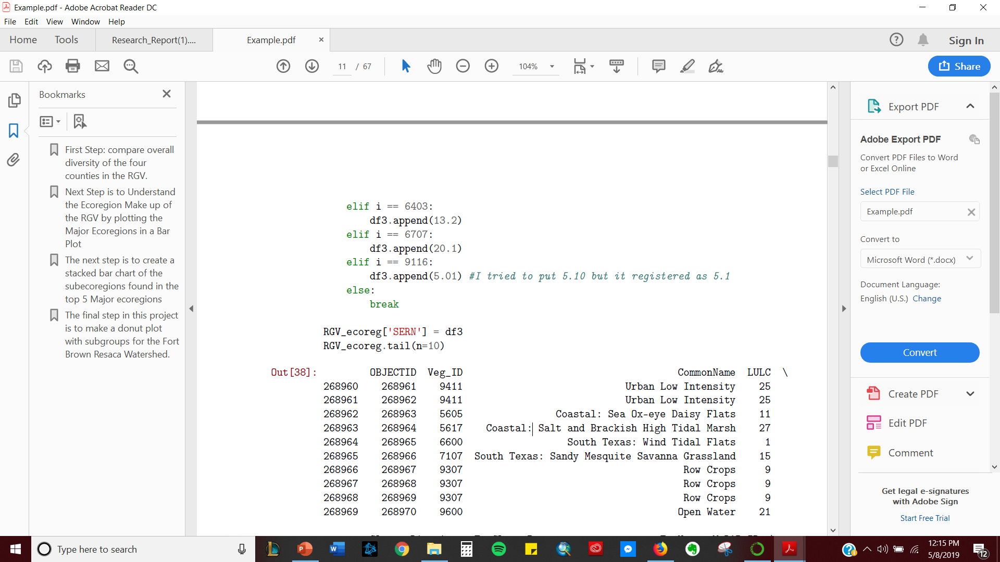 Example.pdf - Adobe Acrobat Reader DC
File Edit View Window Help
Home Tools Research_Report(1).... Example.pdf Sign In
11 / 67 104% Share
Bookmarks
First Step: compare overall
diversity of the four
counties in the RGV.
Next Step is to Understand
the Ecoregion Make up of
the RGV by plotting the
Major Ecoregions in a Bar
Plot
The next step is to create a
stacked bar chart of the
subecoregions found in the
top 5 Major ecoregions
The final step in this project
is to make a donut plot
with subgroups for the Fort
Brown Resaca Watershed.
elif i == 6403:
df3.append(13.2)
elif i == 6707:
df3.append(20.1)
elif i == 9116:
df3.append(5.01) #I tried to put 5.10 but it registered as 5.1
else:
break
RGV_ecoreg['SERN'] = df3
RGV_ecoreg.tail(n=10)
Out[38]: OBJECTID Veg_ID CommonName LULC \
268960 268961 9411 Urban Low Intensity 25
268961 268962 9411 Urban Low Intensity 25
268962 268963 5605 Coastal: Sea Ox-eye Daisy Flats 11
268963 268964 5617 Coastal: Salt and Brackish High Tidal Marsh 27
268964 268965 6600 South Texas: Wind Tidal Flats 1
268965 268966 7107 South Texas: Sandy Mesquite Savanna Grassland 15
268966 268967 9307 Row Crops 9
268967 268968 9307 Row Crops 9
268968 268969 9307 Row Crops 9
268969 268970 9600 Open Water 21
Export PDF
Adobe Export PDF
Convert PDF Files to Word
or Excel Online
Select PDF File
Example.pdf
Convert to
Microsoft Word (*.docx)
Document Language:
English (U.S.) Change
Convert
Create PDF
Edit PDF
Comment
Get legal e-signatures
with Adobe Sign
Start Free Trial
Type here to search
12:15 PM
5/8/2019
12